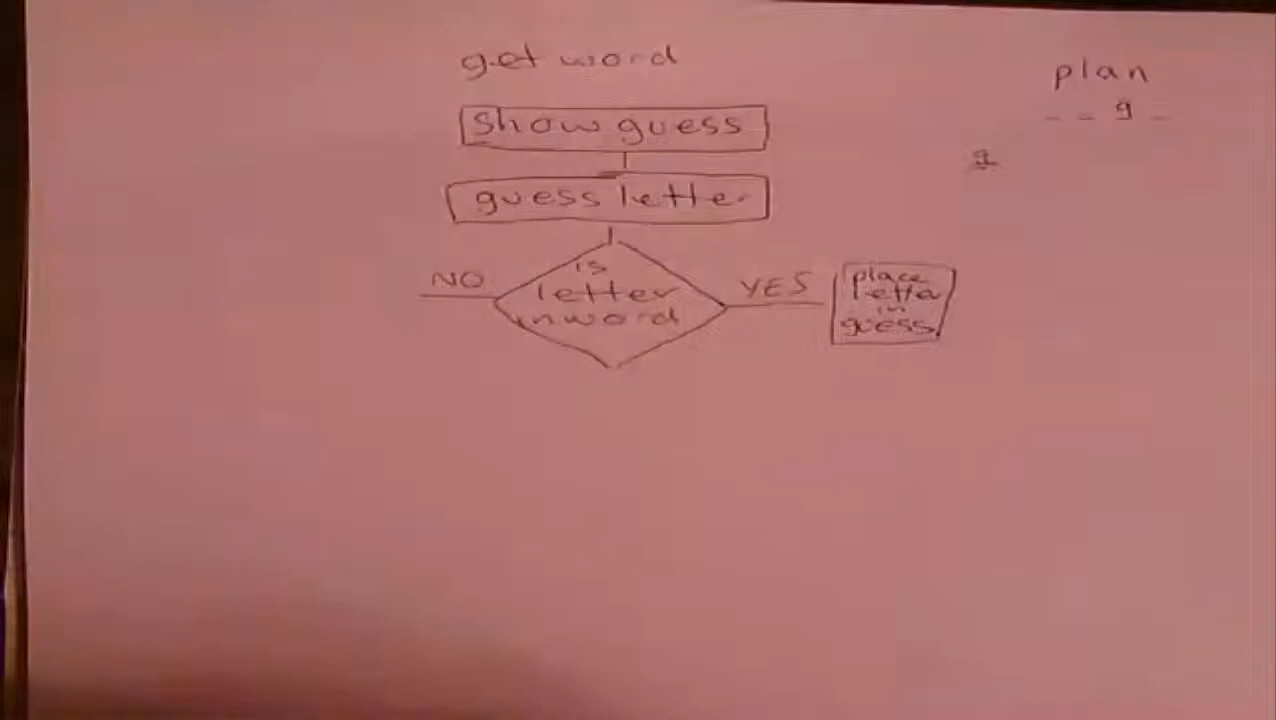 get word
plan
show guess
_ _ a _
a
guess letter
is
letter
in word
NO
YES
place
letter
in
guess